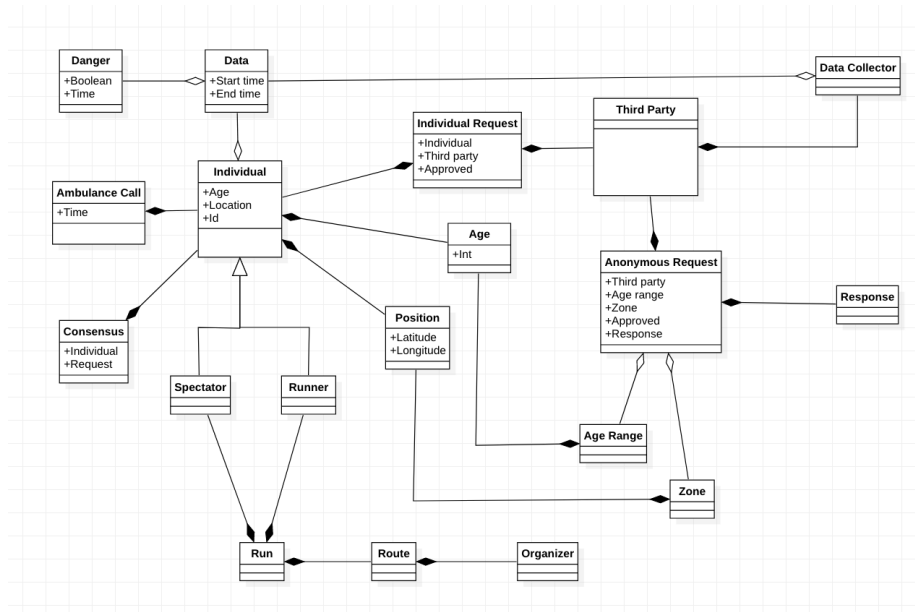 Danger
+Boolean
+Time
Data
+Start time
+End time
Data Collector
Individual Request
+Individual
+Third party
+Approved
Third Party
Individual
+Age
+Location
+Id
Ambulance Call
+Time
Age
+Int
Anonymous Request
+Third party
+Age range
+Zone
+Approved
+Response
Response
Consensus
+Individual
+Request
Position
+Latitude
+Longitude
Spectator
Runner
Age Range
Zone
Run
Route
Organizer